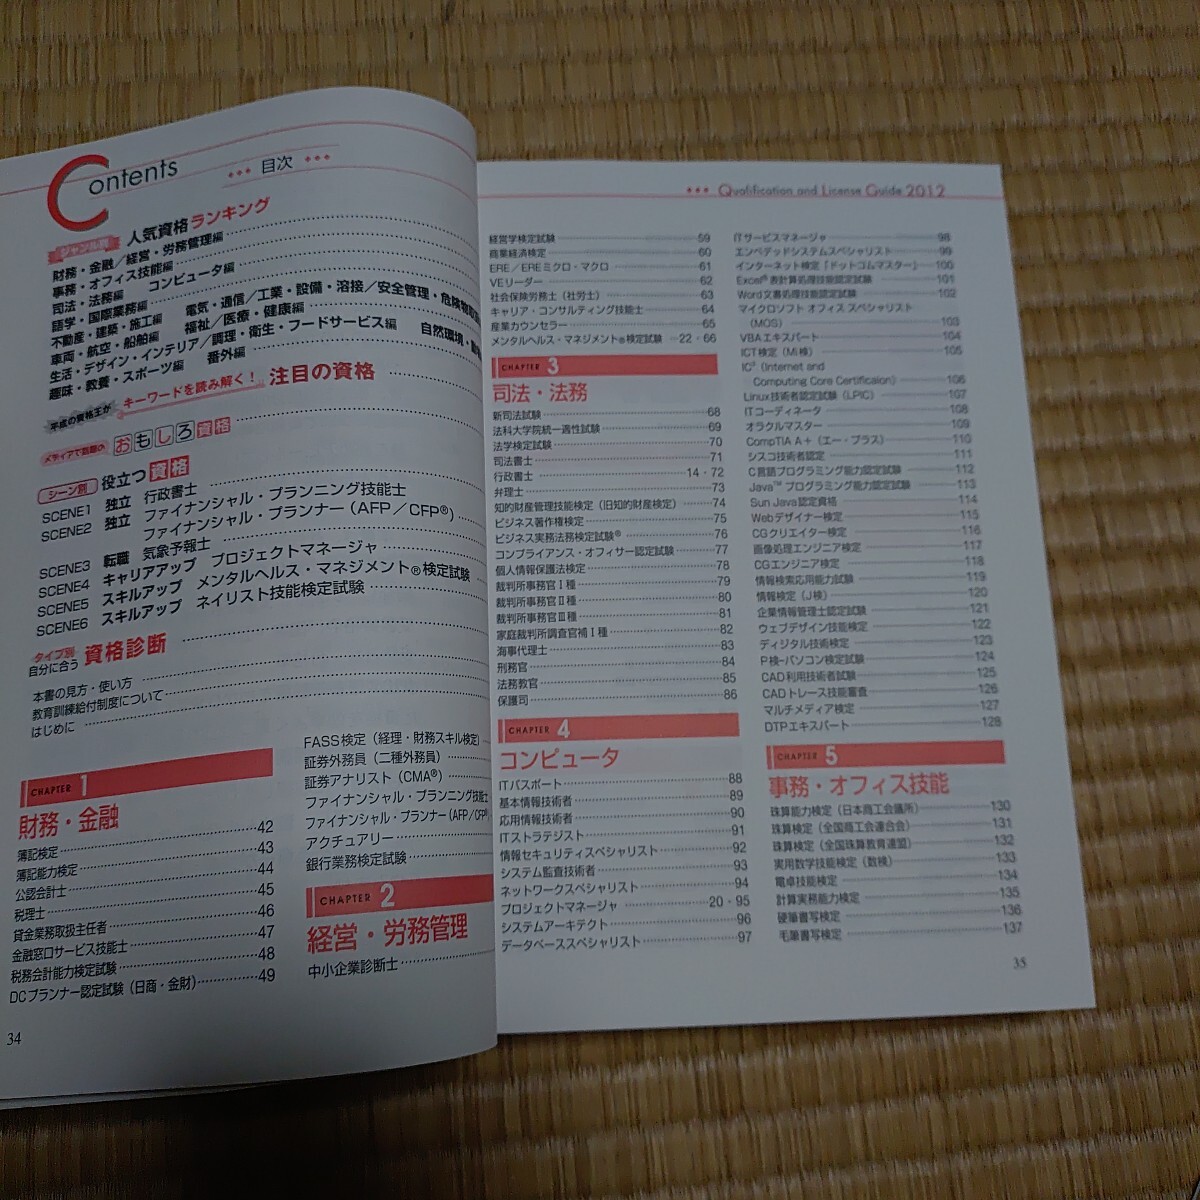 Contents
目次
ジャンル別 人気資格ランキング
財務・金融／経営・労務管理編
事務・オフィス技能編
司法・法務編 コンピュータ編
語学・国際業務編
不動産・建築・施工編 電気・通信／工業・設備・溶接／安全管理・危険物取
車両・航空・船舶編 福祉／医療・健康編
生活・デザイン・インテリア／調理・衛生・フードサービス編 自然環境・
趣味・教養・スポーツ編 番外編
平成の資格王が キーワードを読み解く！ 注目の資格
メディアで話題の おもしろ資格
シーン別 役立つ資格
SCENE1 独立 行政書士
SCENE2 独立 ファイナンシャル・プランニング技能士
ファイナンシャル・プランナー（AFP／CFP®）
SCENE3 転職 気象予報士
SCENE4 キャリアアップ プロジェクトマネージャ
SCENE5 スキルアップ メンタルヘルス・マネジメント®検定試験
SCENE6 スキルアップ ネイリスト技能検定試験
タイプ別 自分に合う 資格診断
本書の見方・使い方
教育訓練給付制度について
はじめに
CHAPTER 1
財務・金融
簿記検定 42
簿記能力検定 43
公認会計士 44
税理士 45
貸金業務取扱主任者 46
金融窓口サービス技能士 47
税務会計能力検定試験 48
DCプランナー認定試験（日商・金財） 49
34
FASS検定（経理・財務スキル検定）
証券外務員（二種外務員）
証券アナリスト（CMA®）
ファイナンシャル・プランニング技能士
ファイナンシャル・プランナー（AFP/CFP®
アクチュアリー
銀行業務検定試験
CHAPTER 2
経営・労務管理
中小企業診断士
Qualification and License Guide 2012
経営学検定試験 59
商業経済検定 60
ERE／EREミクロ・マクロ 61
VEリーダー 62
社会保険労務士（社労士） 63
キャリア・コンサルティング技能士 64
産業カウンセラー 65
メンタルヘルス・マネジメント®検定試験 22・66
CHAPTER 3
司法・法務
新司法試験 68
法科大学院統一適性試験 69
法学検定試験 70
司法書士 71
行政書士 14・72
弁理士 73
知的財産管理技能検定（旧知的財産検定） 74
ビジネス著作権検定 75
ビジネス実務法務検定試験® 76
コンプライアンス・オフィサー認定試験 77
個人情報保護法検定 78
裁判所事務官Ⅰ種 79
裁判所事務官Ⅱ種 80
裁判所事務官Ⅲ種 81
家庭裁判所調査官補Ⅰ種 82
海事代理士 83
刑務官 84
法務教官 85
保護司 86
CHAPTER 4
コンピュータ
ITパスポート 88
基本情報技術者 89
応用情報技術者 90
ITストラテジスト 91
情報セキュリティスペシャリスト 92
システム監査技術者 93
ネットワークスペシャリスト 94
プロジェクトマネージャ 20・95
システムアーキテクト 96
データベーススペシャリスト 97
ITサービスマネージャ 98
エンベデッドシステムスペシャリスト 99
インターネット検定「ドットコムマスター」 100
Excel®表計算処理技能認定試験 101
Word文書処理技能認定試験 102
マイクロソフト オフィス スペシャリスト
（MOS） 103
VBAエキスパート 104
ICT検定（Mi検） 105
IC³（Internet and
Computing Core Certification） 106
Linux技術者認定試験（LPIC） 107
ITコーディネータ 108
オラクルマスター 109
CompTIA A+（エー・プラス） 110
シスコ技術者認定 111
C言語プログラミング能力認定試験 112
Java™プログラミング能力認定試験 113
Sun Java認定資格 114
Webデザイナー検定 115
CGクリエイター検定 116
画像処理エンジニア検定 117
CGエンジニア検定 118
情報検索応用能力試験 119
情報検定（J検） 120
企業情報管理士認定試験 121
ウェブデザイン技能検定 122
デジタル技術検定 123
P検-パソコン検定試験 124
CAD利用技術者試験 125
CADトレース技能審査 126
マルチメディア検定 127
DTPエキスパート 128
CHAPTER 5
事務・オフィス技能
珠算能力検定（日本商工会議所） 130
珠算検定（全国商工会連合会） 131
珠算検定（全国珠算教育連盟） 132
実用数学技能検定（数検） 133
電卓技能検定 134
計算実務能力検定 135
硬筆書写検定 136
毛筆書写検定 137
35